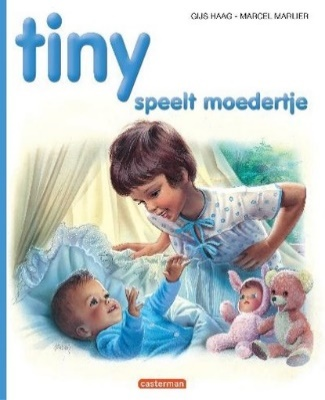 GIJS HAAG - MARCEL MARLIER
tiny
speelt moedertje
casterman